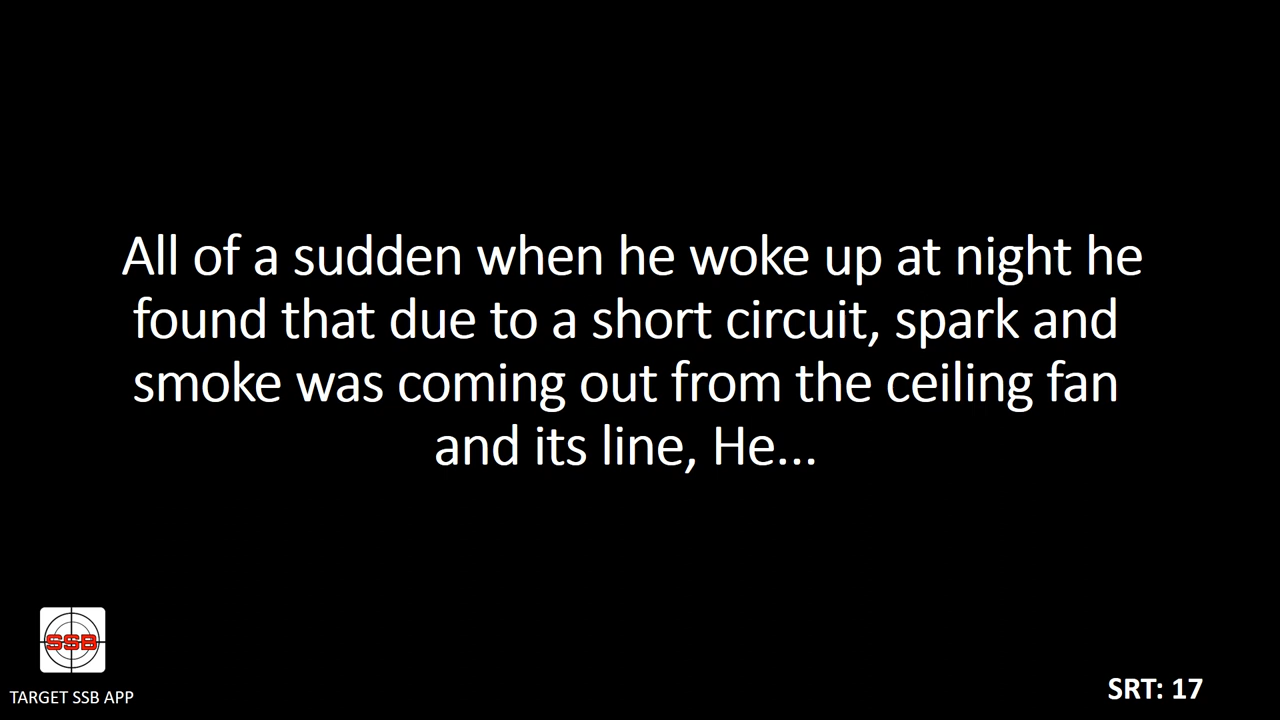 All of a sudden when he woke up at night he
found that due to a short circuit, spark and
smoke was coming out from the ceiling fan
and its line, He...
SSB
TARGET SSB APP
SRT: 17